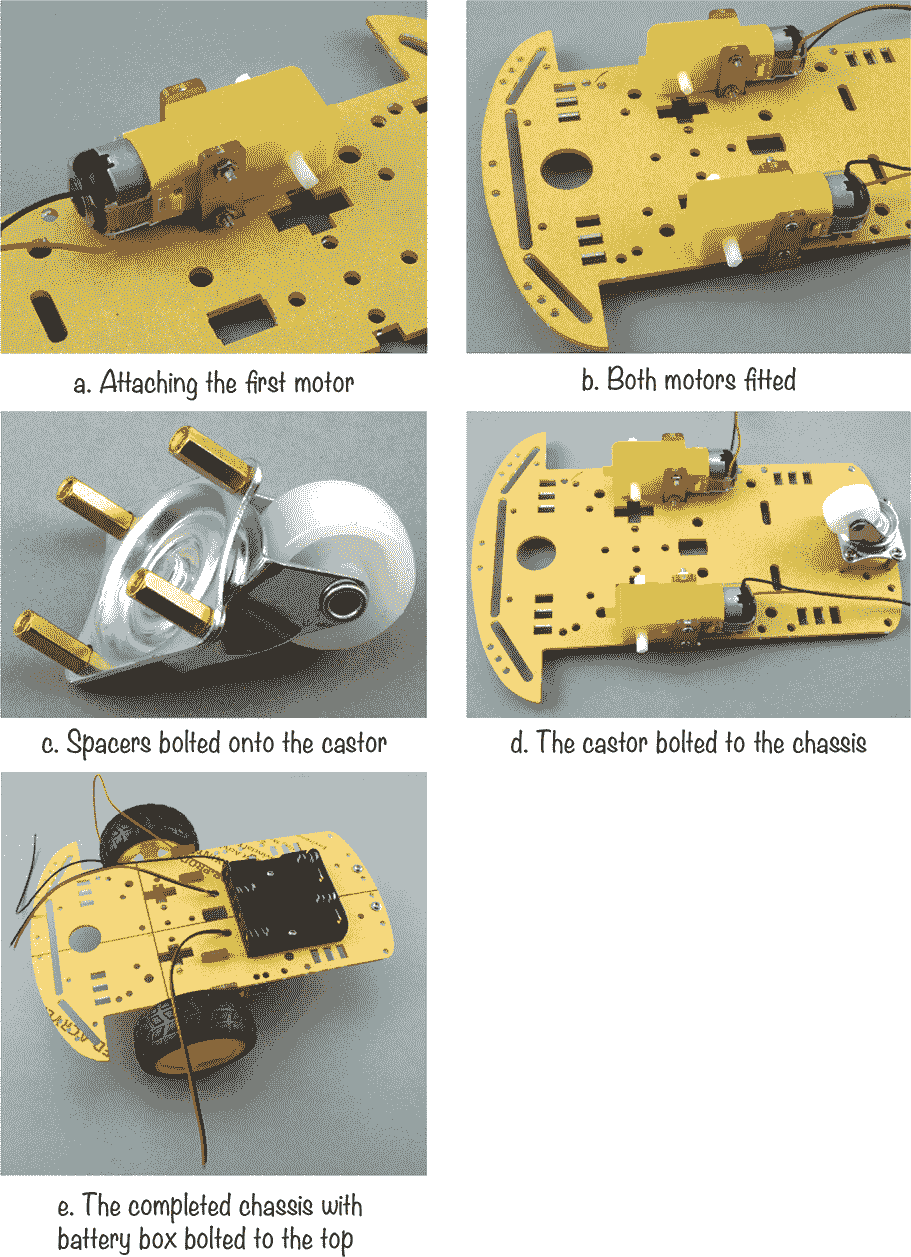 a. Attaching the first motor
b. Both motors fitted
c. Spacers bolted onto the castor
d. The castor bolted to the chassis
e. The completed chassis with
battery box bolted to the top